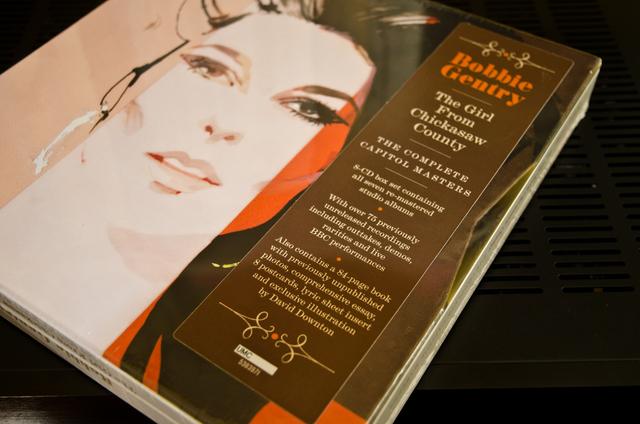 Bobbie
Gentry
The Girl
From
Chickasaw
County
THE COMPLETE
CAPITOL MASTERS
8-CD box set containing
all seven re-mastered
studio albums
With over 75 previously
unreleased recordings
including outtakes, demos,
rarities and live
BBC performances
Also contains a 84-page book
with previously unpublished
photos, comprehensive essay,
8 postcards, lyric sheet insert
and exclusive illustration
by David Downton
UMC